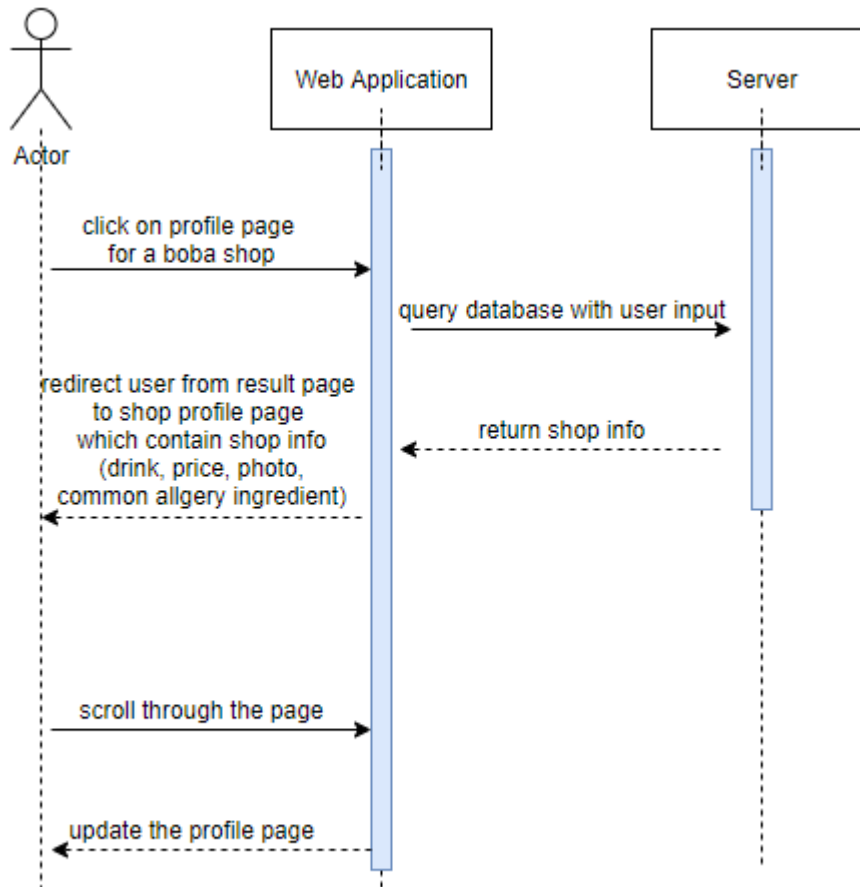 Web Application
Server
Actor
click on profile page
for a boba shop
query database with user input
redirect user from result page
to shop profile page
which contain shop info
(drink, price, photo,
common allgery ingredient)
return shop info
scroll through the page
update the profile page